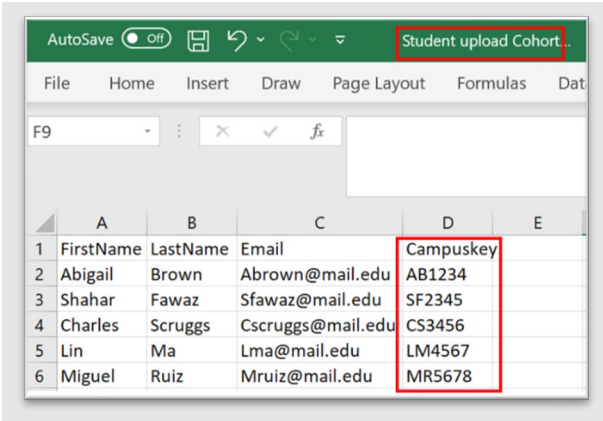 AutoSave Off Student upload Cohort...
File Home Insert Draw Page Layout Formulas Dat
F9 fx
A B C D E
1 FirstName LastName Email Campuskey
2 Abigail Brown Abrown@mail.edu AB1234
3 Shahar Fawaz Sfawaz@mail.edu SF2345
4 Charles Scruggs Cscruggs@mail.edu CS3456
5 Lin Ma Lma@mail.edu LM4567
6 Miguel Ruiz Mruiz@mail.edu MR5678